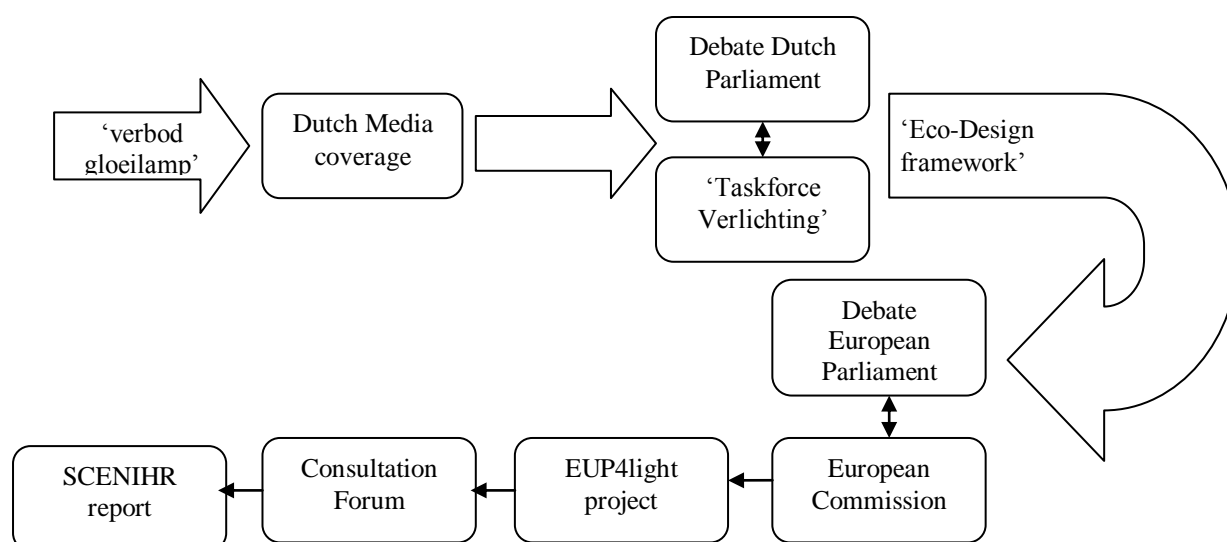 ‘verbod
gloeilamp’
Dutch Media
coverage
Debate Dutch
Parliament
‘Taskforce
Verlichting’
‘Eco-Design
framework’
Debate
European
Parliament
European
Commission
EUP4light
project
Consultation
Forum
SCENIHR
report